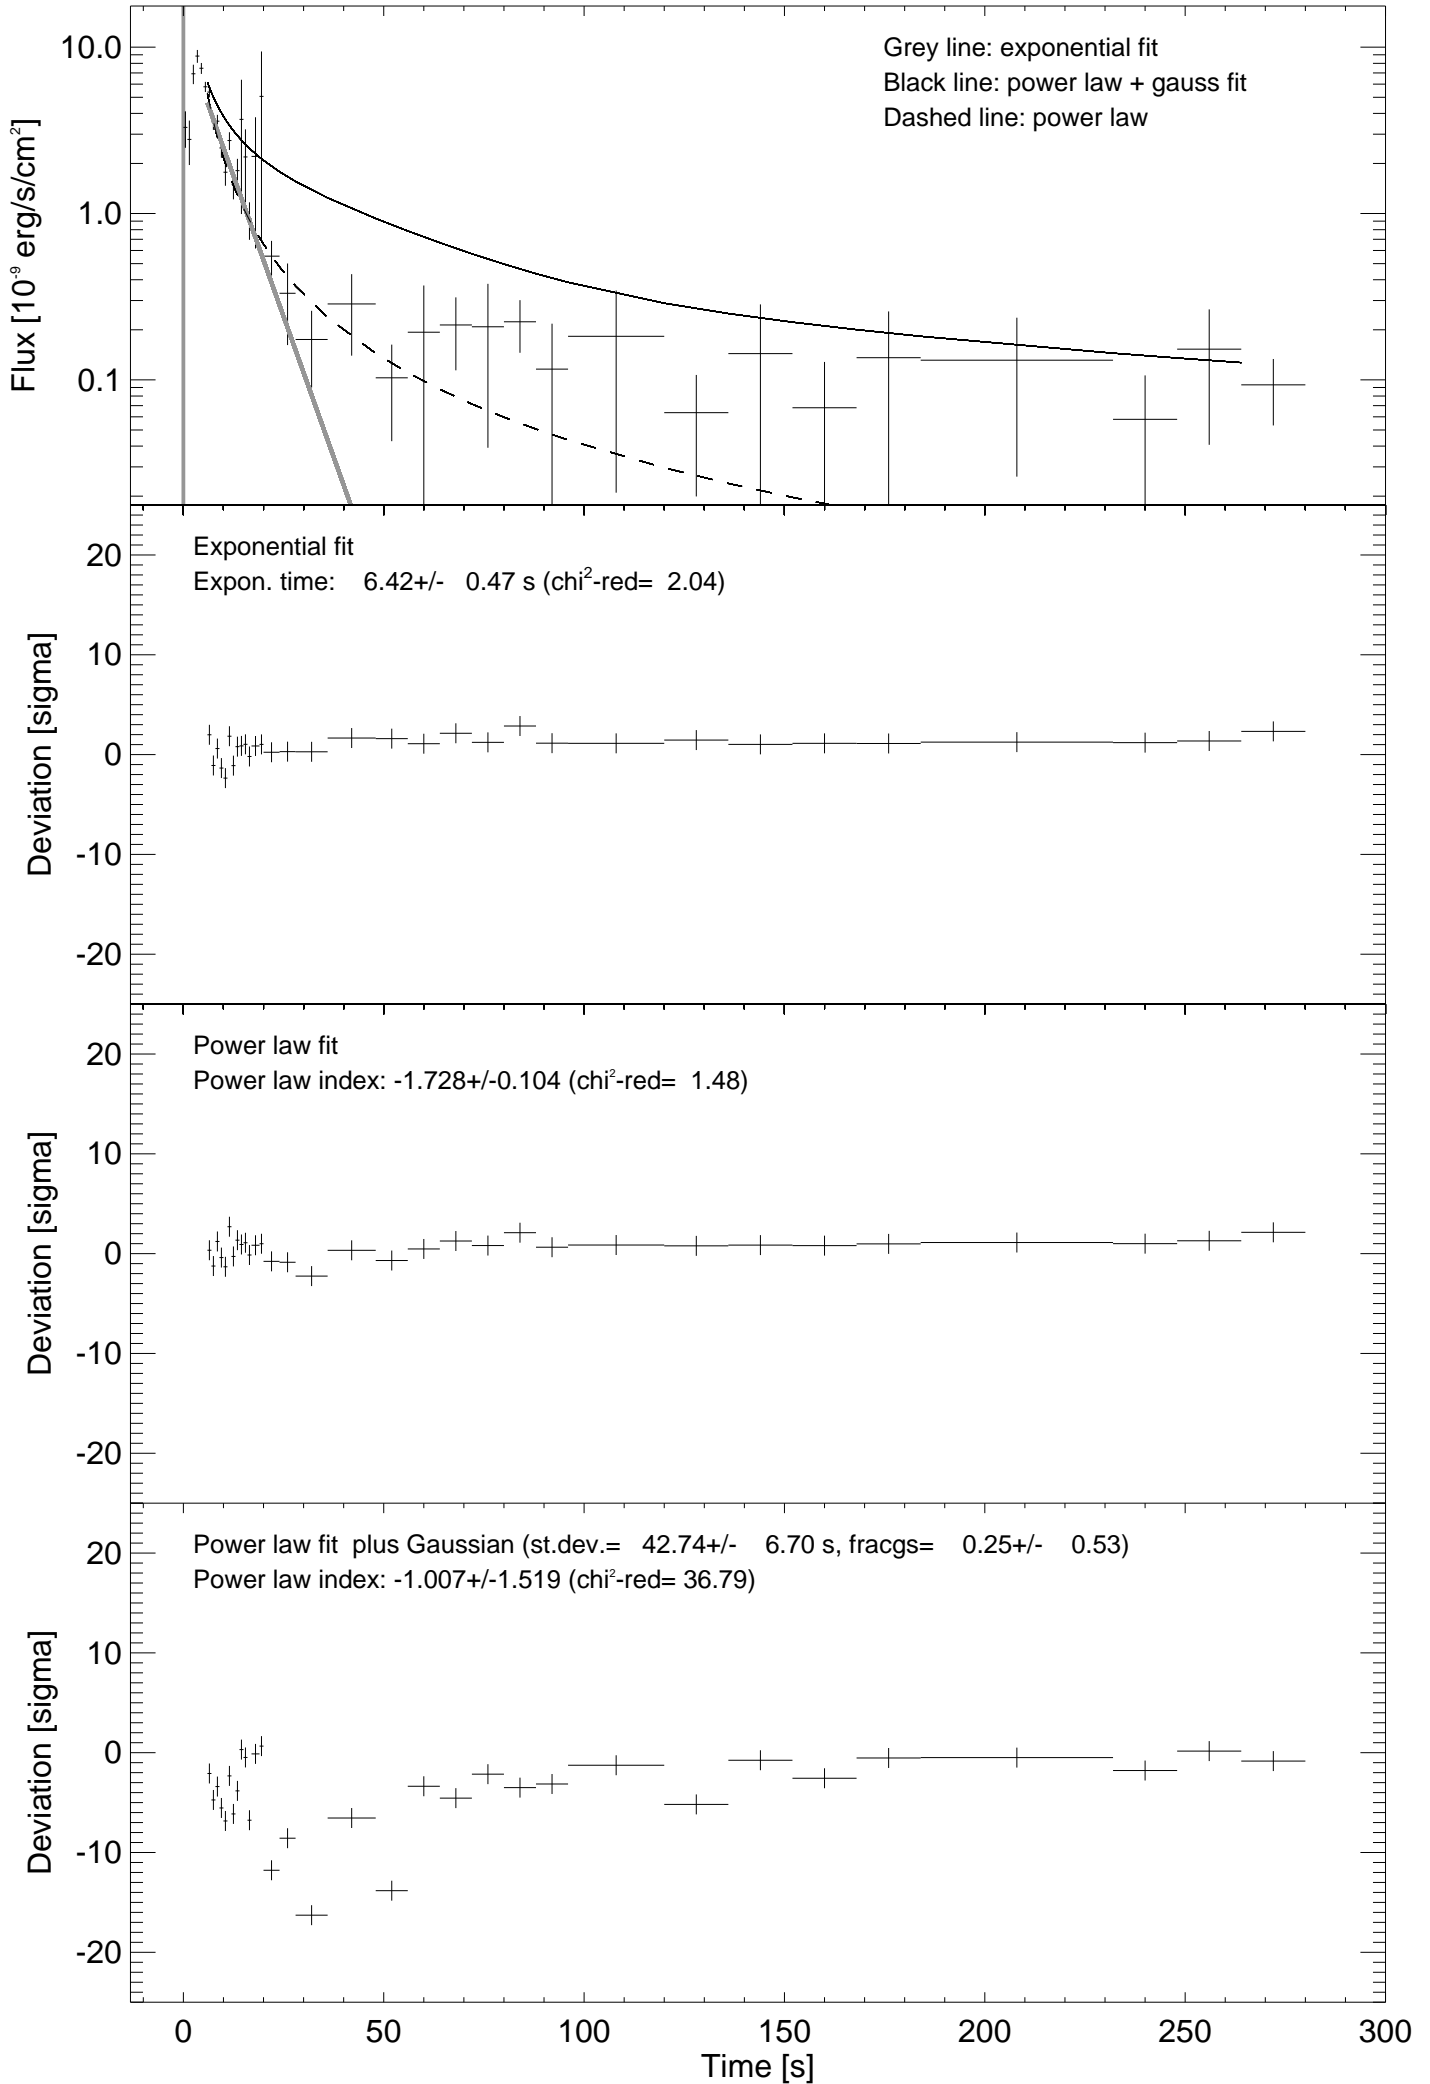 Grey line: exponential fit
Black line: power law + gauss fit
Dashed line: power law
10.0
1.0
0.1
Flux [10⁻⁹ erg/s/cm²]
Exponential fit
Expon. time: 6.42+/- 0.47 s (chi²-red= 2.04)
20
10
0
-10
-20
Deviation [sigma]
Power law fit
Power law index: -1.728+/-0.104 (chi²-red= 1.48)
20
10
0
-10
-20
Deviation [sigma]
Power law fit plus Gaussian (st.dev.= 42.74+/- 6.70 s, fracgs= 0.25+/- 0.53)
Power law index: -1.007+/-1.519 (chi²-red= 36.79)
20
10
0
-10
-20
Deviation [sigma]
0 50 100 150 200 250 300
Time [s]